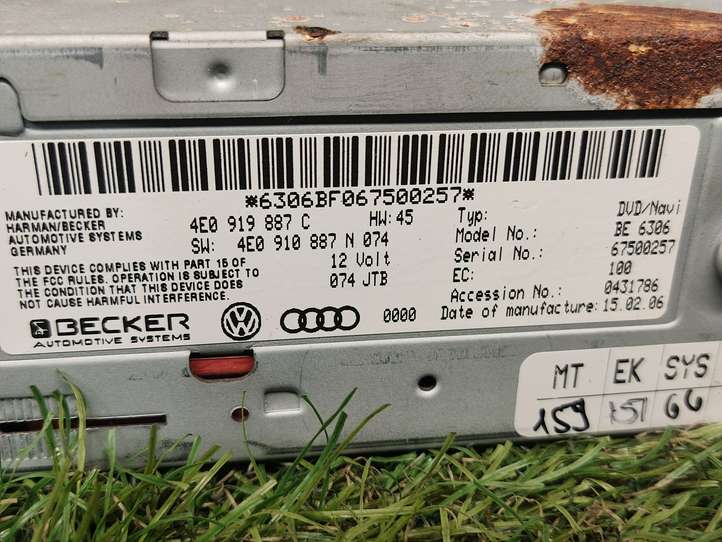 *6306BF067500257*
MANUFACTURED BY:
HARMAN/BECKER
AUTOMOTIVE SYSTEMS
GERMANY
4E0 919 887 C HW: 45
SW: 4E0 910 887 N 074
12 Volt
074 JTB
THIS DEVICE COMPLIES WITH PART 15 OF
THE FCC RULES. OPERATION IS SUBJECT TO
THE CONDITION THAT THIS DEVICE DOES
NOT CAUSE HARMFUL INTERFERENCE.
Typ: DVD/Navi
Model No.: BE 6306
Serial No.: 67500257
EC: 100
Accession No.: 0431786
Date of manufacture: 15.02.06
BECKER
AUTOMOTIVE SYSTEMS
0000
MT EK SYS
159 151 66